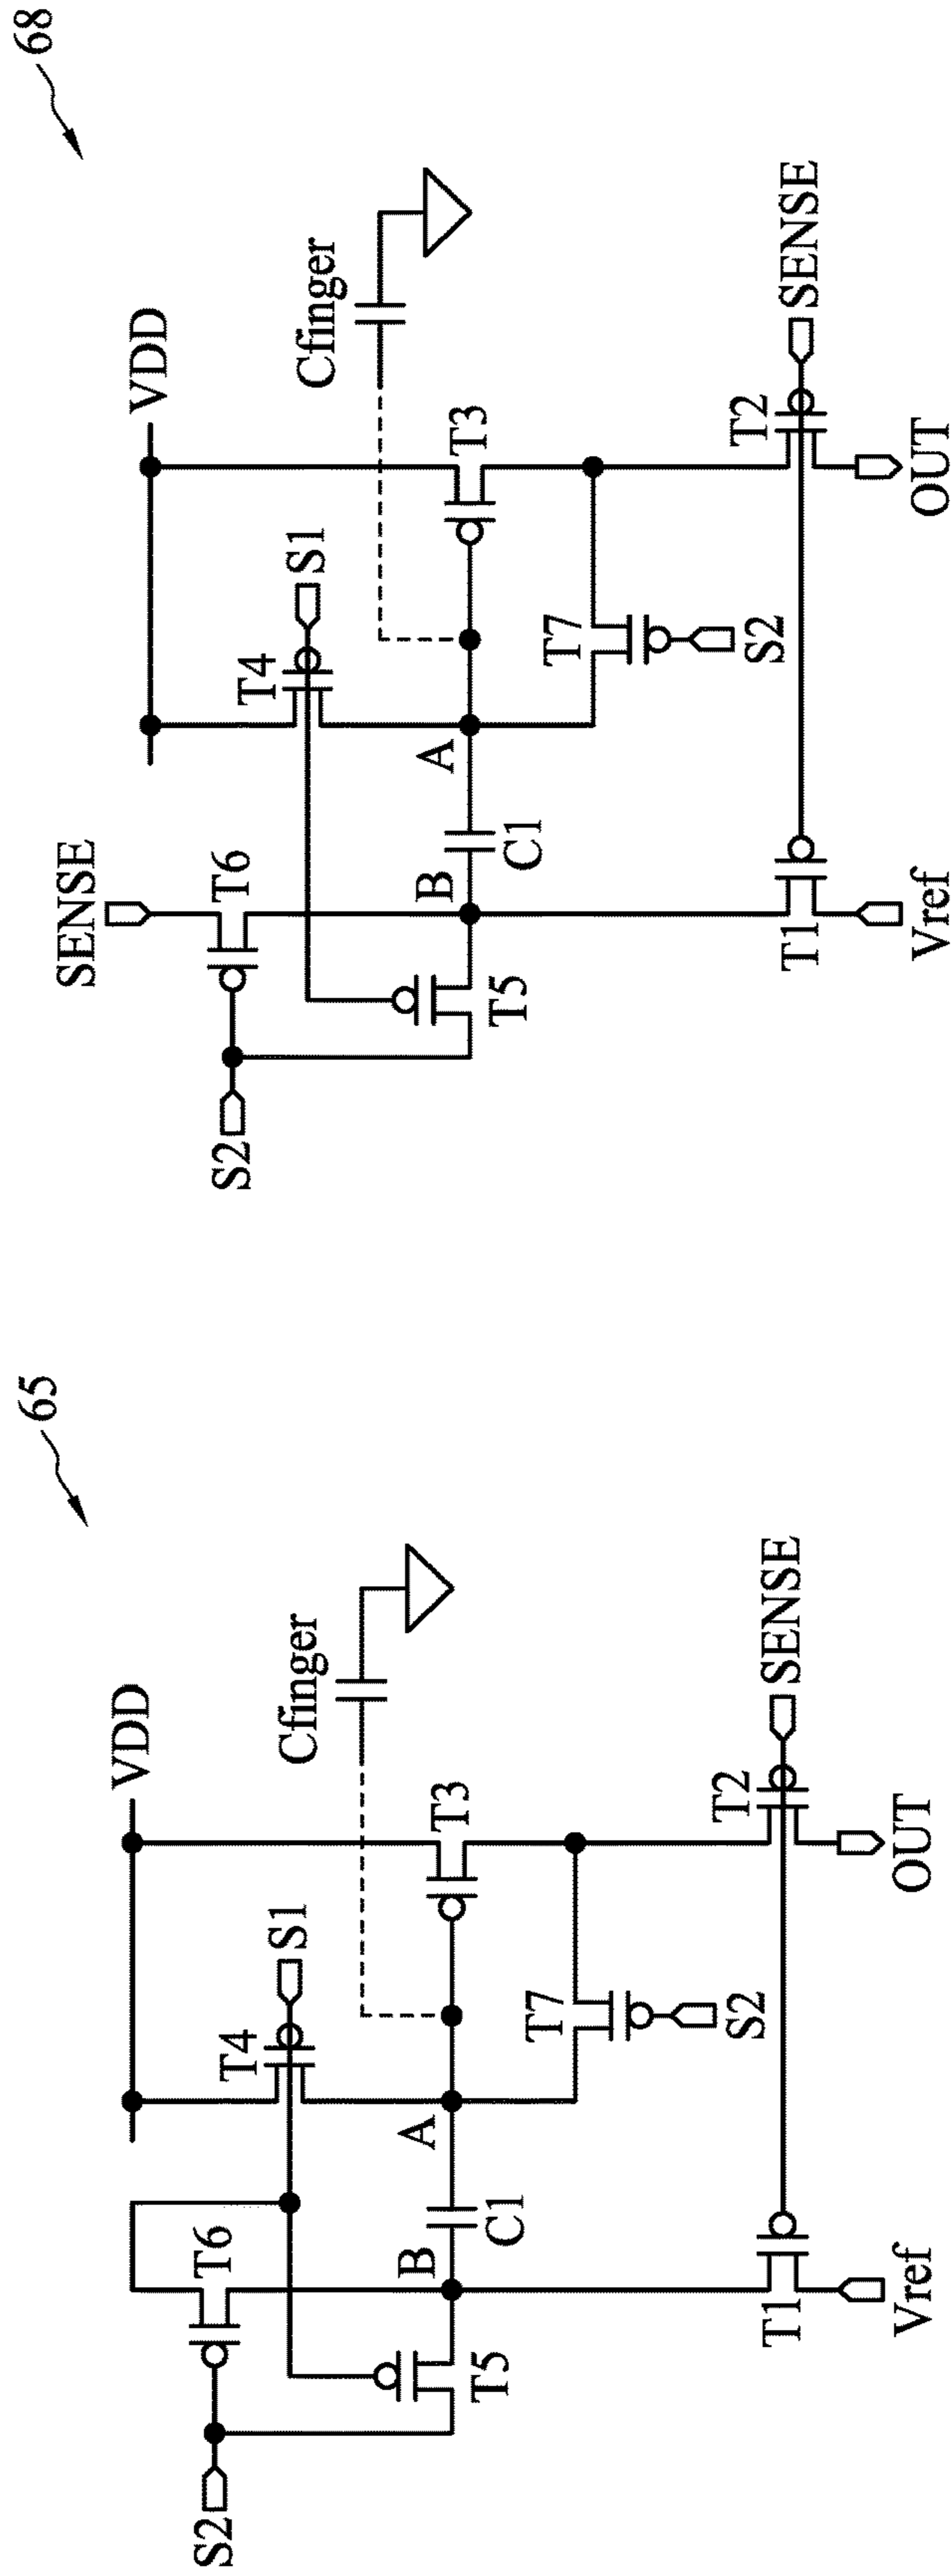 68
VDD
SENSE
S1
Cfinger
T4
T6
T3
A
B
C1
T5
S2
T7
S2
T2
SENSE
T1
Vref
OUT
65
VDD
S1
Cfinger
T4
T6
T3
A
B
C1
T5
S2
T7
S2
T2
SENSE
T1
Vref
OUT